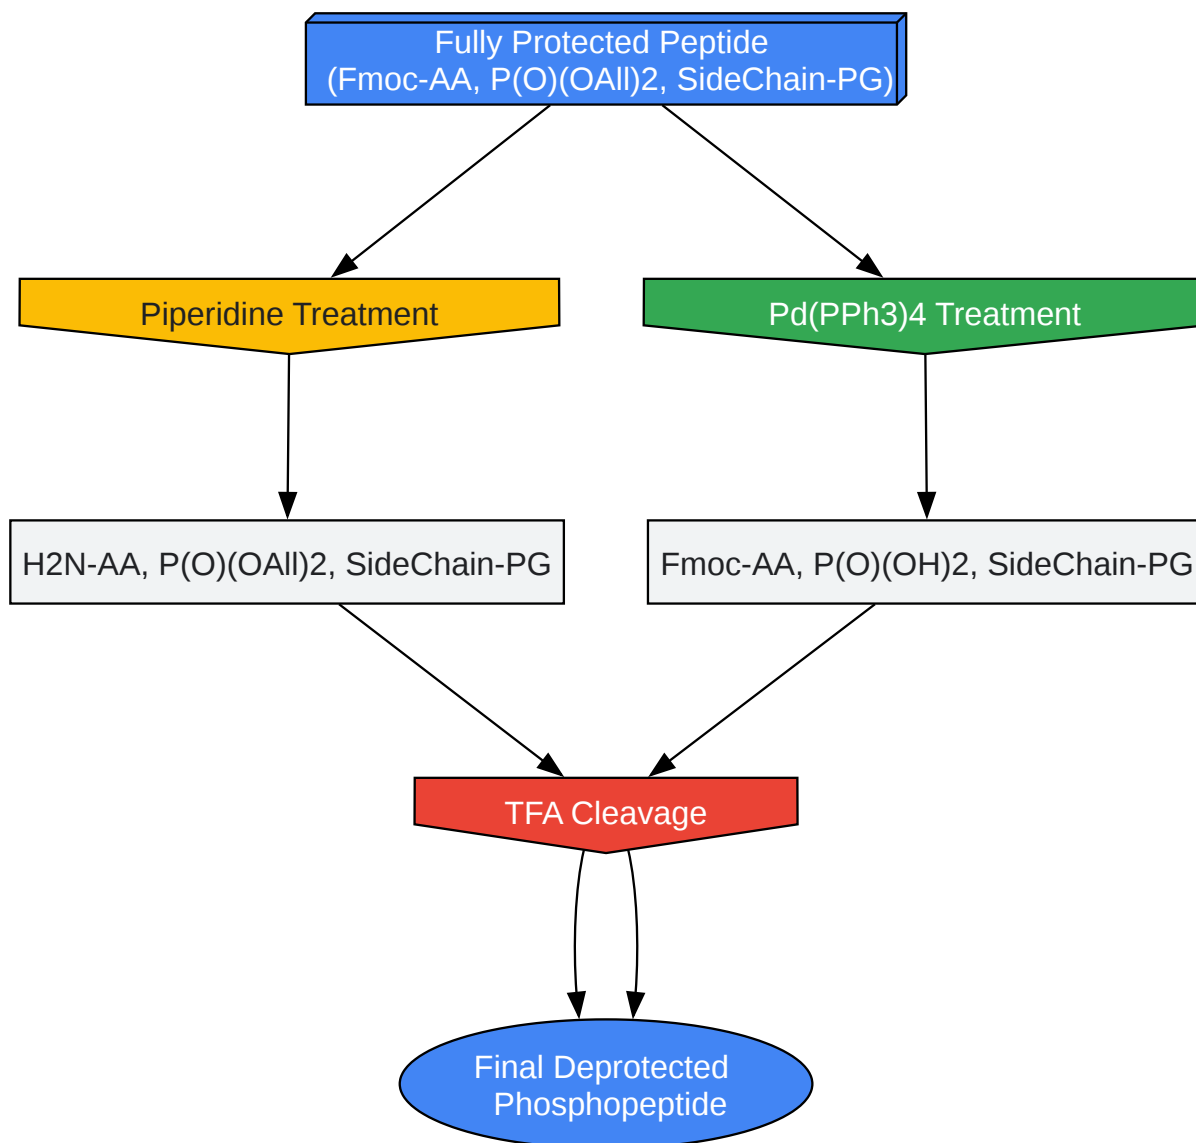 Fully Protected Peptide
(Fmoc-AA, P(O)(OAll)2, SideChain-PG)
Piperidine Treatment
Pd(PPh3)4 Treatment
H2N-AA, P(O)(OAll)2, SideChain-PG
Fmoc-AA, P(O)(OH)2, SideChain-PG
TFA Cleavage
Final Deprotected
Phosphopeptide